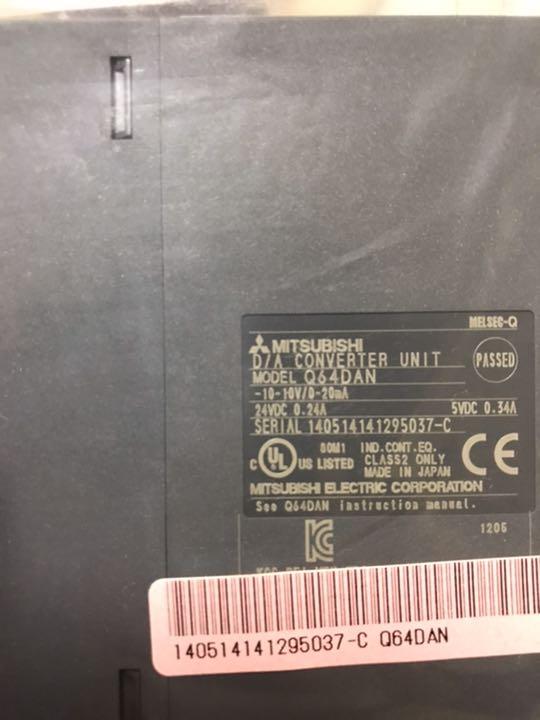 MELSEC-Q
MITSUBISHI
D/A CONVERTER UNIT
PASSED
MODEL Q64DAN
-10-10V/0-20mA
24VDC 0.24A 5VDC 0.34A
SERIAL 140514141295037-C
C UL US LISTED
80M1 IND.CONT.EQ.
CLASS2 ONLY
MADE IN JAPAN
CE
MITSUBISHI ELECTRIC CORPORATION
See Q64DAN instruction manual.
1206
140514141295037-C Q64DAN